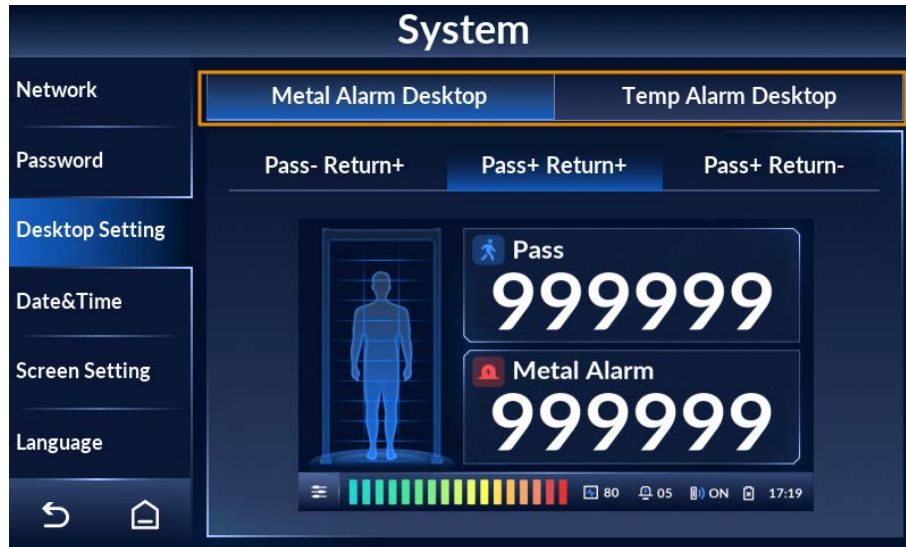 System
Network
Metal Alarm Desktop
Temp Alarm Desktop
Password
Pass- Return+
Pass+ Return+
Pass+ Return-
Desktop Setting
Pass
999999
Date&Time
Screen Setting
Metal Alarm
999999
Language
80
05
ON
17:19